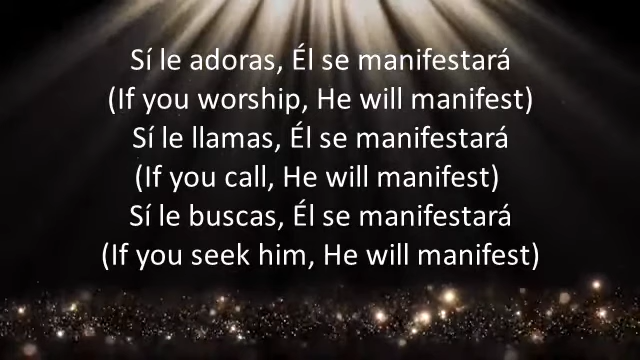 Sí le adoras, Él se manifestará
(If you worship, He will manifest)
Sí le llamas, Él se manifestará
(If you call, He will manifest)
Sí le buscas, Él se manifestará
(If you seek him, He will manifest)